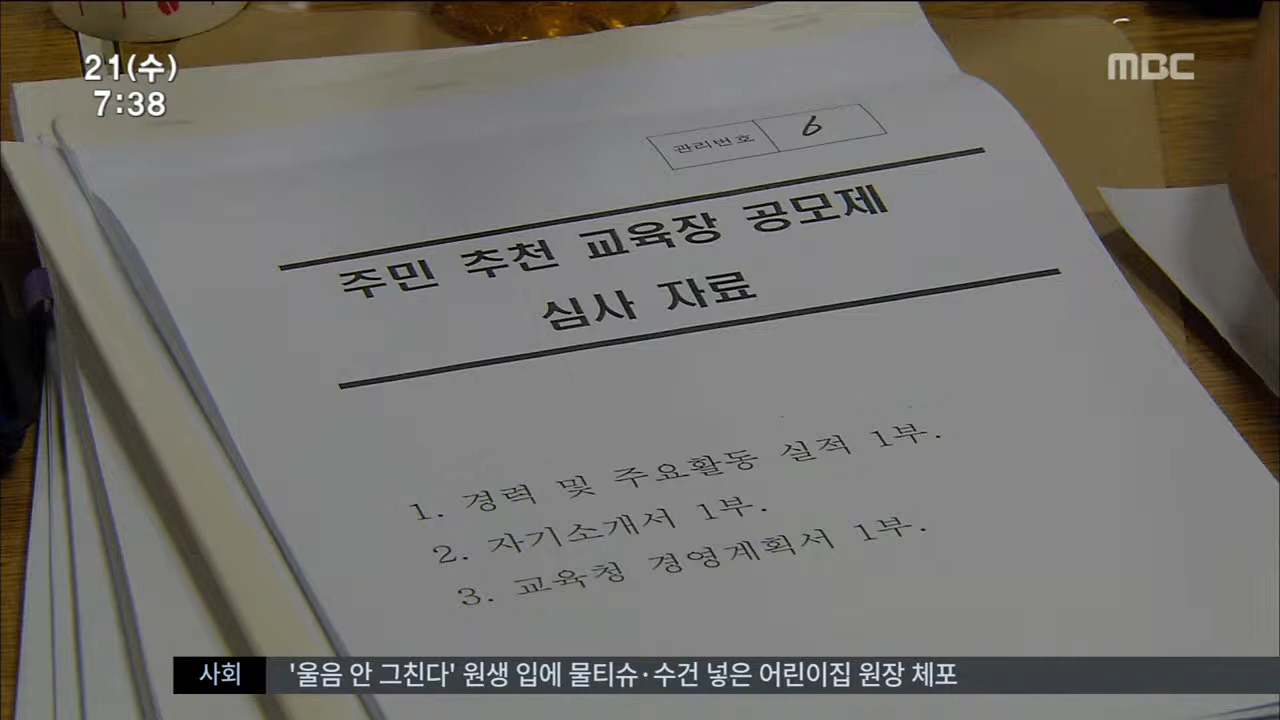 21(수)
7:38
MBC
관리번호 6
주민 추천 교육장 공모제
심사 자료
1. 경력 및 주요활동 실적 1부.
2. 자기소개서 1부.
3. 교육청 경영계획서 1부.
사회 '울음 안 그친다' 원생 입에 물티슈·수건 넣은 어린이집 원장 체포